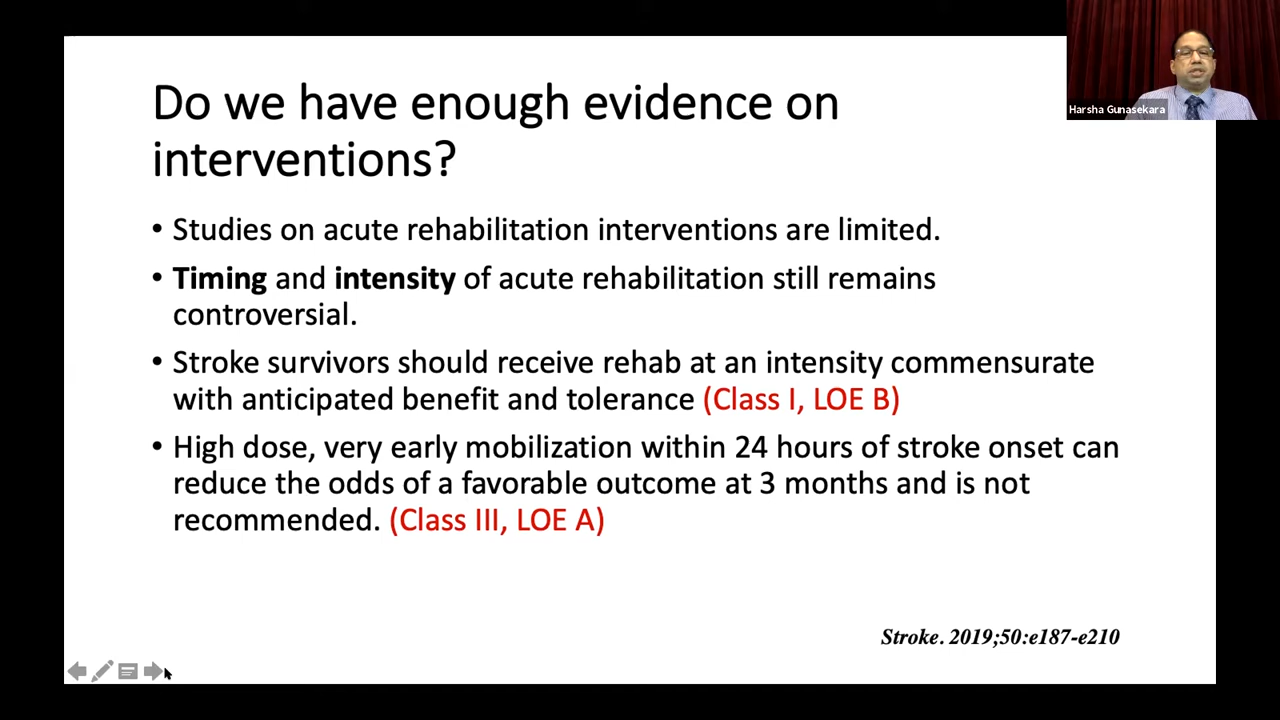 Do we have enough evidence on
interventions?
• Studies on acute rehabilitation interventions are limited.
• Timing and intensity of acute rehabilitation still remains
controversial.
• Stroke survivors should receive rehab at an intensity commensurate
with anticipated benefit and tolerance (Class I, LOE B)
• High dose, very early mobilization within 24 hours of stroke onset can
reduce the odds of a favorable outcome at 3 months and is not
recommended. (Class III, LOE A)
Stroke. 2019;50:e187-e210
Harsha Gunasekara